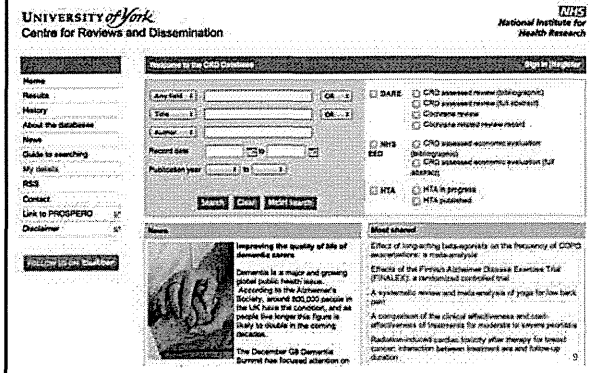 UNIVERSITY of York
Centre for Reviews and Dissemination
NHS
National Institute for
Health Research
Welcome to the CRD Database
Sign In | Register
Home
Results
History
About the databases
News
Guide to searching
My details
RSS
Contact
Link to PROSPERO
Disclaimer
Any field
OR
Title
OR
Author
Record date
to
Publication year
to
Search
Clear
MeSH Search
DARE
CRD assessed review (bibliographic)
CRD assessed review (full abstract)
Cochrane review
Cochrane related review record
NHS
EED
CRD assessed economic evaluation
(bibliographic)
CRD assessed economic evaluation (full
abstract)
HTA
HTA in progress
HTA published
News
Improving the quality of life of
dementia carers
Dementia is a major and growing
global public health issue.
According to the Alzheimer's
Society, around 800,000 people in
the UK have the condition, and as
people live longer this figure is
likely to double in the coming
decades.
The December G8 Dementia
Summit has focused attention on
Most shared
Effect of long-acting beta-agonists on the frequency of COPD
exacerbations: a meta-analysis
Effects of the Finnish Alzheimer Disease Exercise Trial
(FINALEX): a randomized controlled trial
A systematic review and meta-analysis of yoga for low back
pain
A comparison of the clinical effectiveness and cost-
effectiveness of treatments for moderate to severe psoriasis
Radiation-induced cardiac toxicity after therapy for breast
cancer: interaction between treatment era and follow-up
duration
9